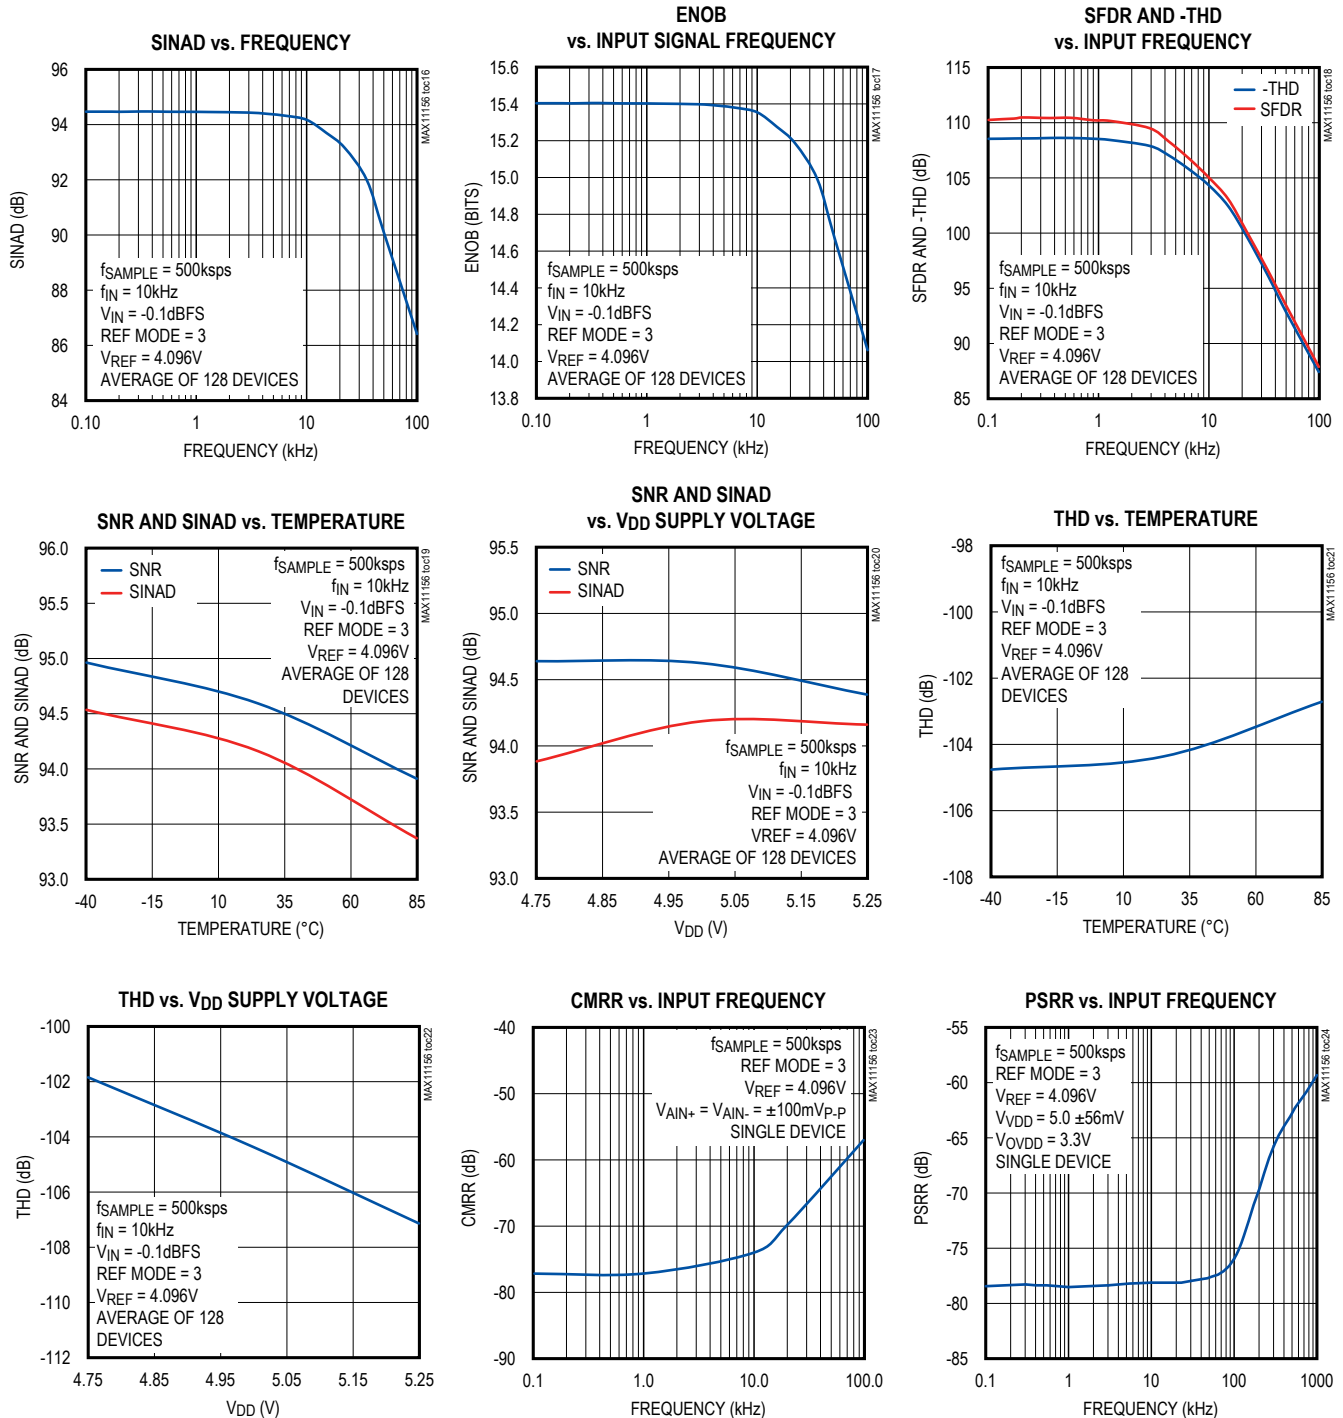 SINAD vs. FREQUENCY
MAX11156 toc16
SINAD (dB)
96
94
92
90
88
86
84
fSAMPLE = 500ksps
fIN = 10kHz
VIN = -0.1dBFS
REF MODE = 3
VREF = 4.096V
AVERAGE OF 128 DEVICES
0.10 1 10 100
FREQUENCY (kHz)
ENOB
vs. INPUT SIGNAL FREQUENCY
MAX11156 toc17
ENOB (BITS)
15.6
15.4
15.2
15.0
14.8
14.6
14.4
14.2
14.0
13.8
fSAMPLE = 500ksps
fIN = 10kHz
VIN = -0.1dBFS
REF MODE = 3
VREF = 4.096V
AVERAGE OF 128 DEVICES
0.1 1 10 100
FREQUENCY (kHz)
SFDR AND -THD
vs. INPUT FREQUENCY
MAX11156 toc18
SFDR AND -THD (dB)
115
110
105
100
95
90
85
-THD
SFDR
fSAMPLE = 500ksps
fIN = 10kHz
VIN = -0.1dBFS
REF MODE = 3
VREF = 4.096V
AVERAGE OF 128 DEVICES
0.1 1 10 100
FREQUENCY (kHz)
SNR AND SINAD vs. TEMPERATURE
MAX11156 toc19
SNR AND SINAD (dB)
96.0
95.5
95.0
94.5
94.0
93.5
93.0
SNR
SINAD
fSAMPLE = 500ksps
fIN = 10kHz
VIN = -0.1dBFS
REF MODE = 3
VREF = 4.096V
AVERAGE OF 128
DEVICES
-40 -15 10 35 60 85
TEMPERATURE (°C)
SNR AND SINAD
vs. VDD SUPPLY VOLTAGE
MAX11156 toc20
SNR AND SINAD (dB)
95.5
95.0
94.5
94.0
93.5
93.0
SNR
SINAD
fSAMPLE = 500ksps
fIN = 10kHz
VIN = -0.1dBFS
REF MODE = 3
VREF = 4.096V
AVERAGE OF 128 DEVICES
4.75 4.85 4.95 5.05 5.15 5.25
VDD (V)
THD vs. TEMPERATURE
MAX11156 toc21
THD (dB)
-98
-100
-102
-104
-106
-108
fSAMPLE = 500ksps
fIN = 10kHz
VIN = -0.1dBFS
REF MODE = 3
VREF = 4.096V
AVERAGE OF 128
DEVICES
-40 -15 10 35 60 85
TEMPERATURE (°C)
THD vs. VDD SUPPLY VOLTAGE
MAX11156 toc22
THD (dB)
-100
-102
-104
-106
-108
-110
-112
fSAMPLE = 500ksps
fIN = 10kHz
VIN = -0.1dBFS
REF MODE = 3
VREF = 4.096V
AVERAGE OF 128
DEVICES
4.75 4.85 4.95 5.05 5.15 5.25
VDD (V)
CMRR vs. INPUT FREQUENCY
MAX11156 toc23
CMRR (dB)
-40
-50
-60
-70
-80
-90
fSAMPLE = 500ksps
REF MODE = 3
VREF = 4.096V
VAIN+ = VAIN- = ±100mVP-P
SINGLE DEVICE
0.1 1.0 10.0 100.0
FREQUENCY (kHz)
PSRR vs. INPUT FREQUENCY
MAX11156 toc24
PSRR (dB)
-55
-60
-65
-70
-75
-80
-85
fSAMPLE = 500ksps
REF MODE = 3
VREF = 4.096V
VVDD = 5.0 ±56mV
VOVDD = 3.3V
SINGLE DEVICE
0.1 1 10 100 1000
FREQUENCY (kHz)